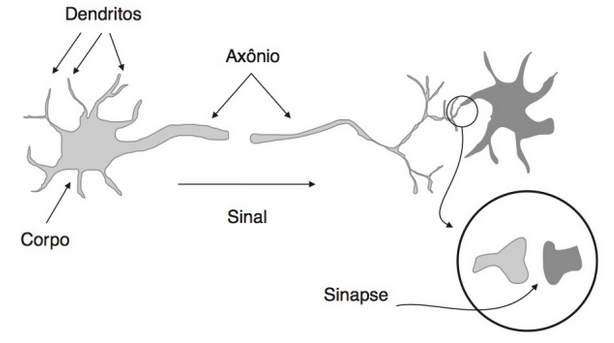 Dendritos
Axônio
Sinal
Corpo
Sinapse